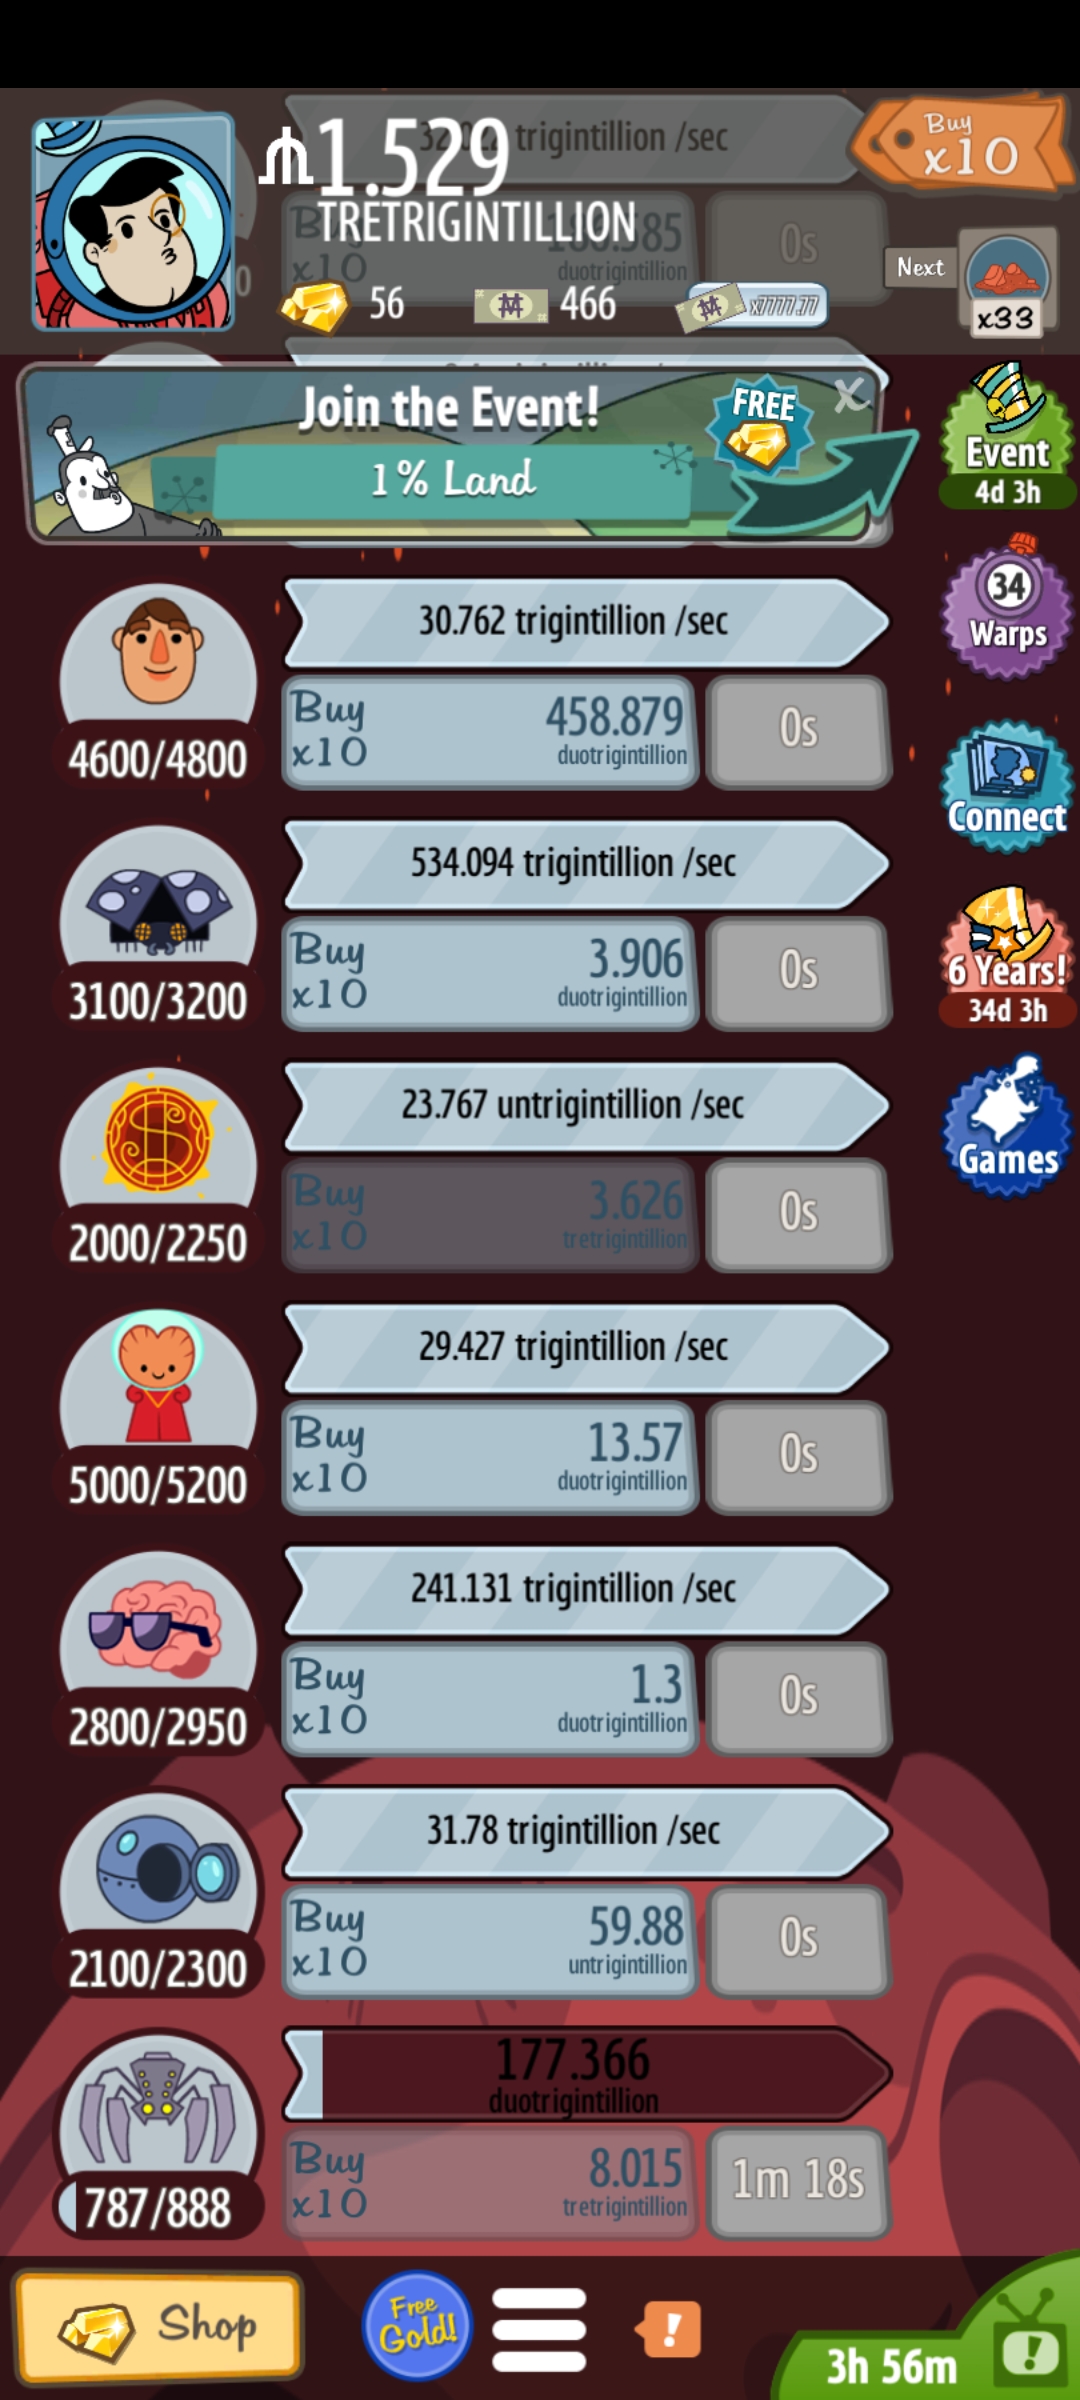 1.529
TRETRIGINTILLION
trigintillion /sec
Buy
x10
duotrigintillion
0s
Buy
x10
56
466
x7777.77
Next
x33
Join the Event!
1% Land
FREE
X
Event
4d 3h
30.762 trigintillion /sec
Buy
x10
458.879
duotrigintillion
0s
4600/4800
34
Warps
Connect
534.094 trigintillion /sec
Buy
x10
3.906
duotrigintillion
0s
3100/3200
6 Years!
34d 3h
23.767 untrigintillion /sec
Buy
x10
3.626
tretrigintillion
0s
2000/2250
Games
29.427 trigintillion /sec
Buy
x10
13.57
duotrigintillion
0s
5000/5200
241.131 trigintillion /sec
Buy
x10
1.3
duotrigintillion
0s
2800/2950
31.78 trigintillion /sec
Buy
x10
59.88
untrigintillion
0s
2100/2300
177.366
duotrigintillion
Buy
x10
8.015
tretrigintillion
1m 18s
787/888
Shop
Free
Gold!
!
3h 56m
!